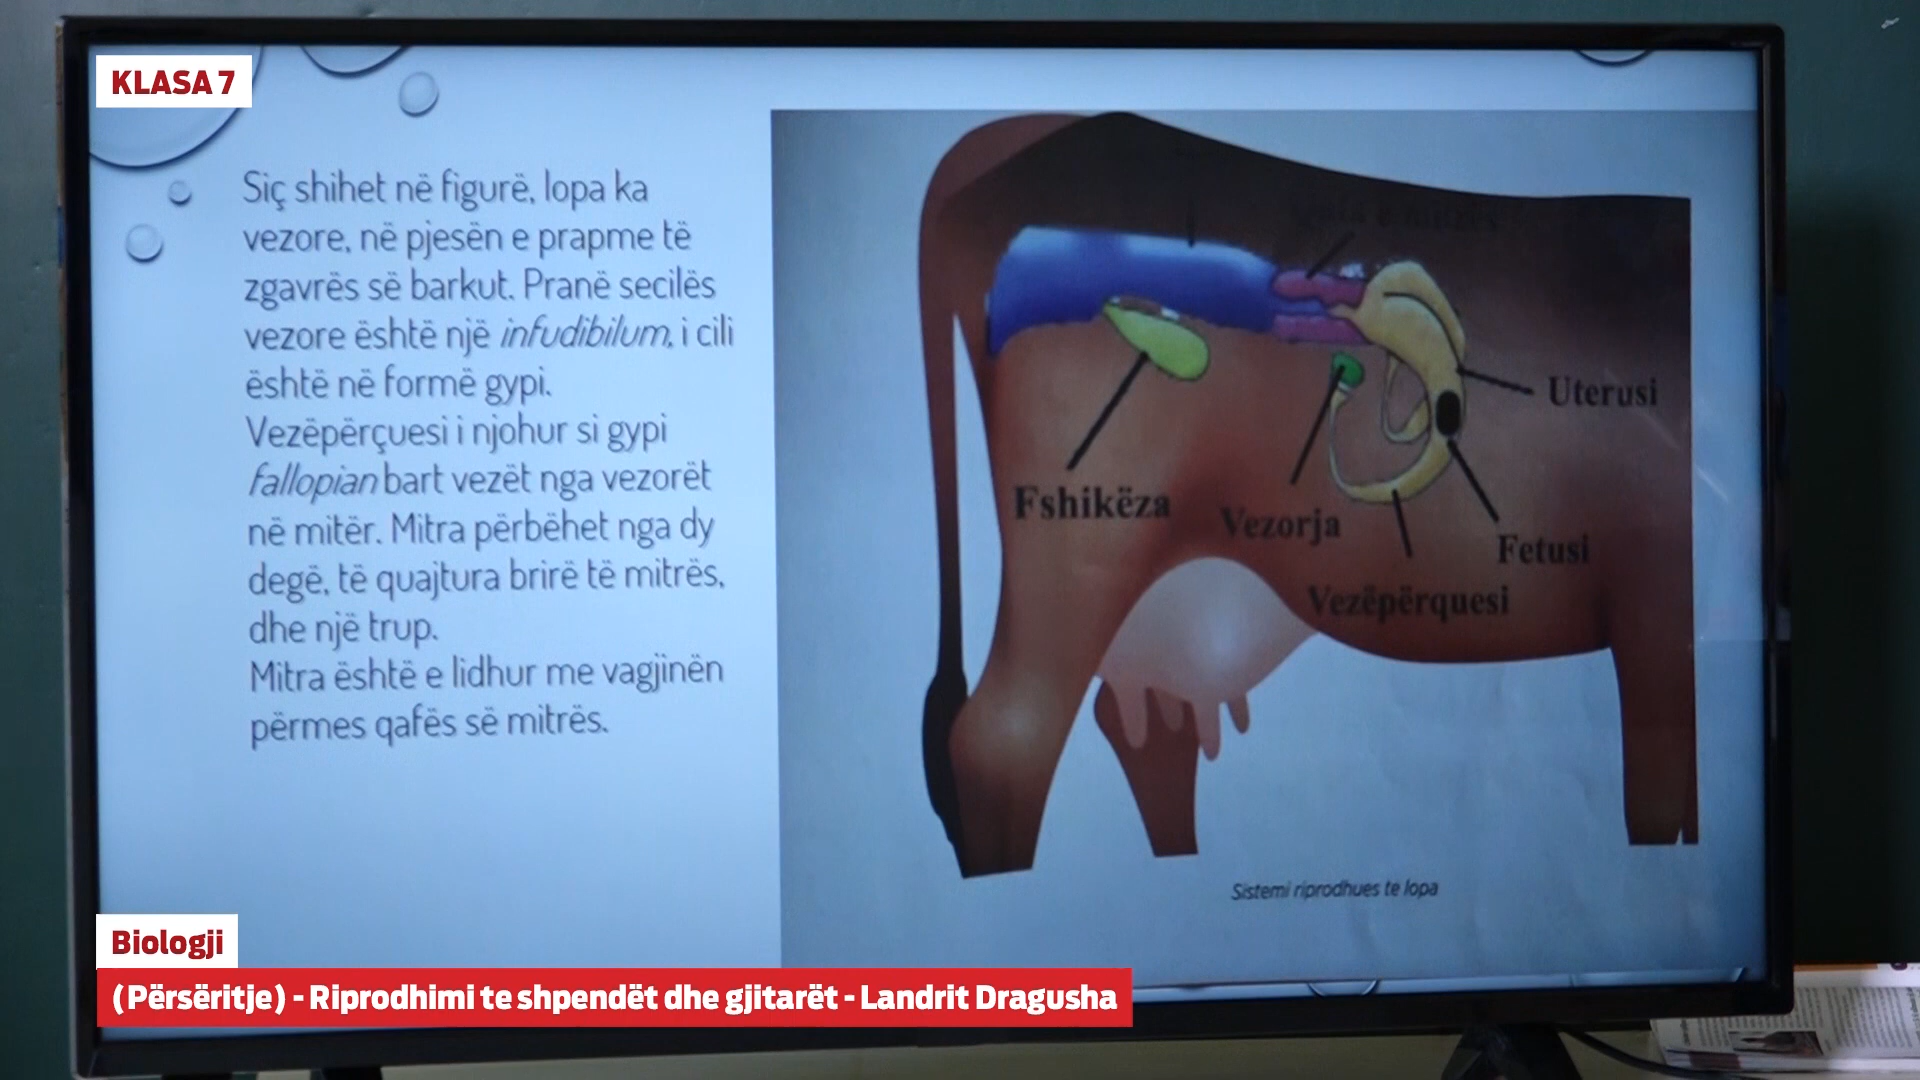 KLASA 7
Siç shihet në figurë, lopa ka
vezore, në pjesën e prapme të
zgavrës së barkut. Pranë secilës
vezore është një infudibilum, i cili
është në formë gypi.
Vezëpërçuesi i njohur si gypi
fallopian bart vezët nga vezorët
në mitër. Mitra përbëhet nga dy
degë, të quajtura brirë të mitrës,
dhe një trup.
Mitra është e lidhur me vagjinën
përmes qafës së mitrës.
Uterusi
Fshikëza
Vezorja
Fetusi
Vezëpërquesi
Sistemi riprodhues te lopa
Biologji
(Përsëritje) - Riprodhimi te shpendët dhe gjitarët - Landrit Dragusha